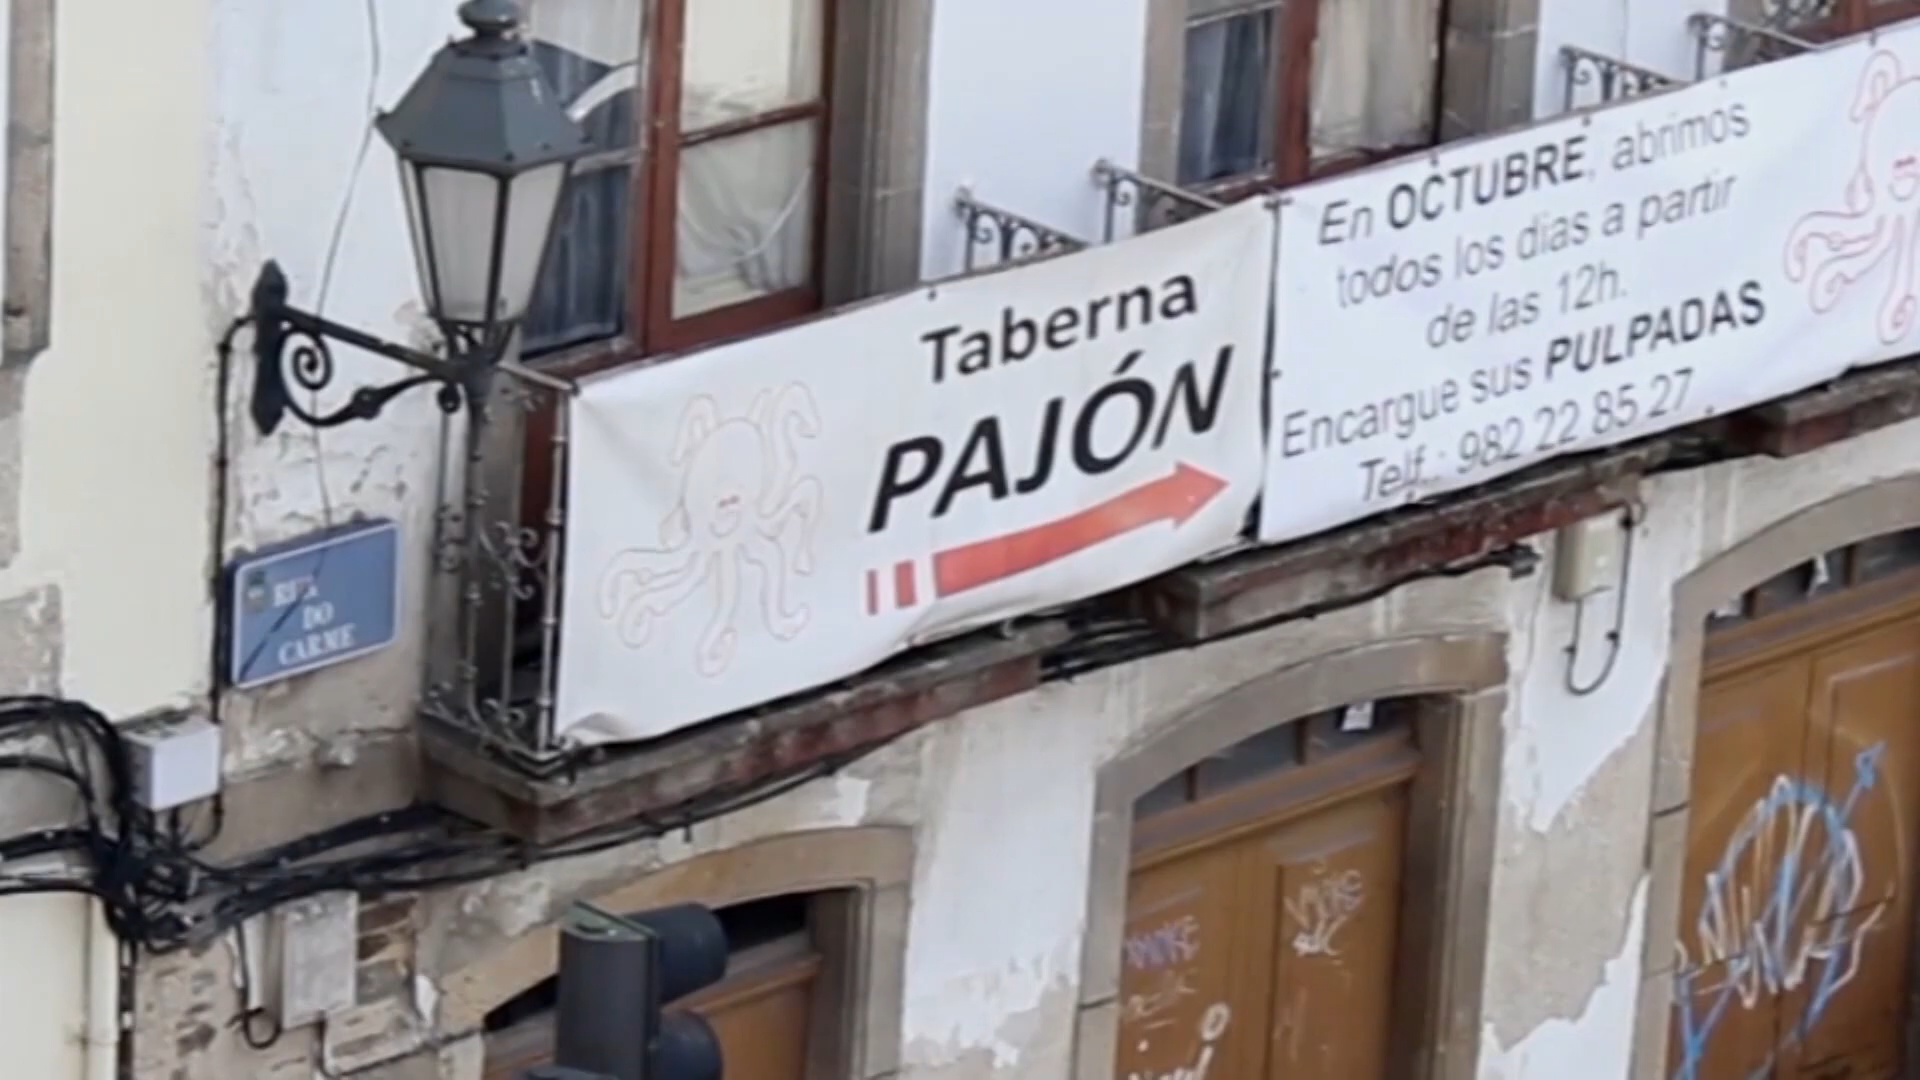 Taberna
PAJÓN
En OCTUBRE, abrimos
todos los dias a partir
de las 12h.
Encargue sus PULPADAS
Telf.: 982 22 85 27
RÚA
DO
CARME